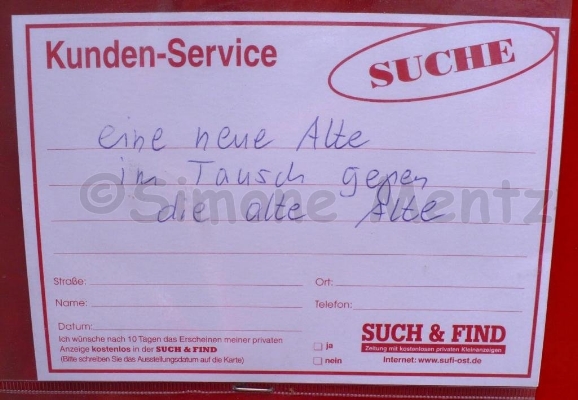 Kunden-Service
SUCHE
eine neue Alte
im Tausch gegen
die alte Alte
©Simone Mentz
Straße:
Ort:
Name:
Telefon:
Datum:
Ich wünsche nach 10 Tagen das Erscheinen meiner privaten
Anzeige kostenlos in der SUCH & FIND
(Bitte schreiben Sie das Ausstellungsdatum auf die Karte)
ja
nein
SUCH & FIND
Zeitung mit kostenlosen privaten Kleinanzeigen
Internet: www.sufi-ost.de